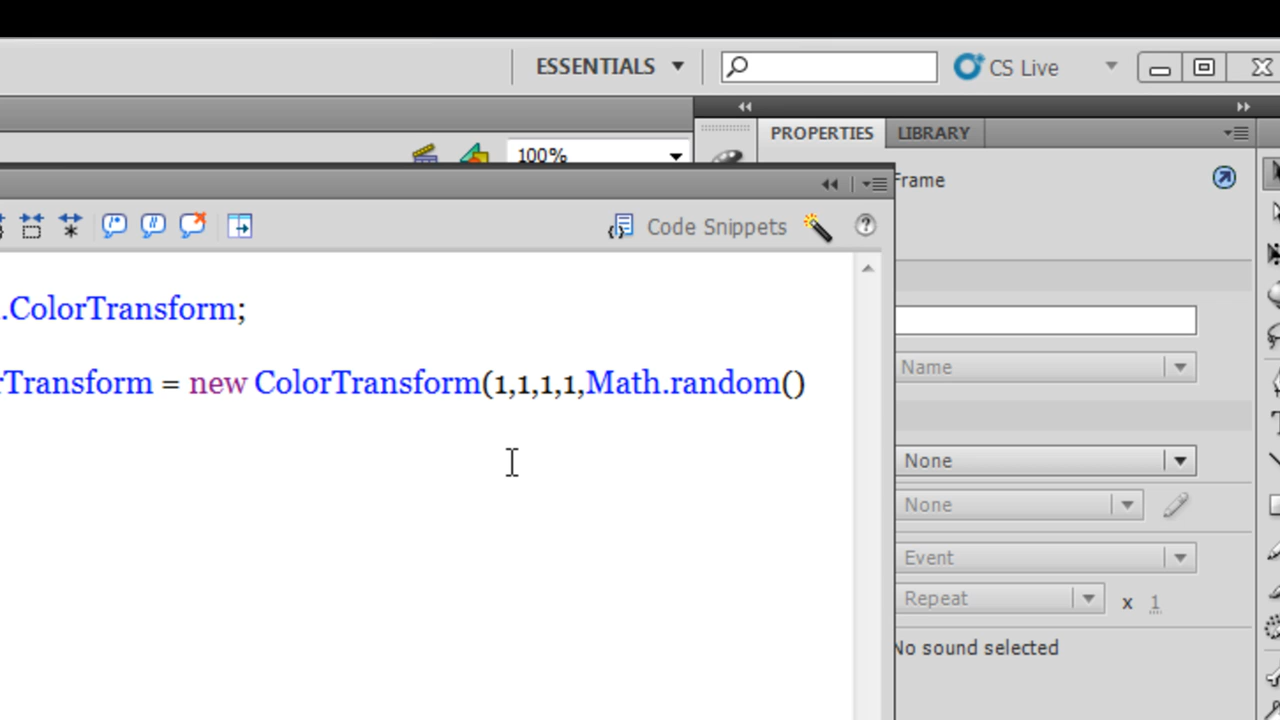 ESSENTIALS
CS Live
PROPERTIES LIBRARY
100%
Frame
Code Snippets
.ColorTransform;
rTransform = new ColorTransform(1,1,1,1,Math.random()
Name
None
None
Event
Repeat x 1
No sound selected